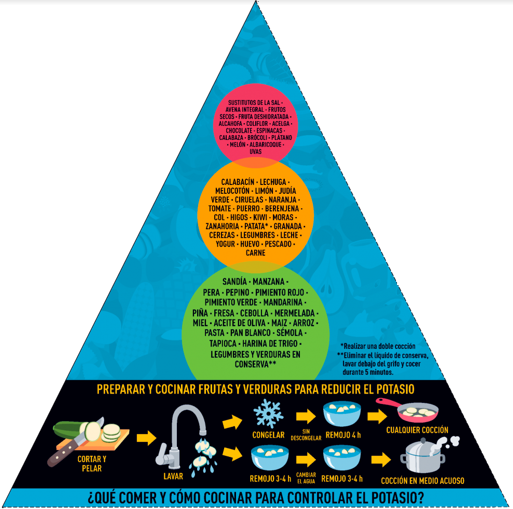 SUSTITUTOS DE LA SAL ·
AVENA INTEGRAL · FRUTOS
SECOS · FRUTA DESHIDRATADA ·
ALCAHOFA · COLIFLOR · ACELGA ·
CHOCOLATE · ESPINACAS ·
CALABAZA · BRÓCOLI · PLÁTANO
· MELÓN · ALBARICOQUE ·
UVAS
CALABACÍN · LECHUGA ·
MELOCOTÓN · LIMÓN · JUDÍA
VERDE · CIRUELAS · NARANJA ·
TOMATE · PUERRO · BERENJENA ·
COL · HIGOS · KIWI · MORAS ·
ZANAHORIA · PATATA* · GRANADA ·
CEREZAS · LEGUMBRES · LECHE ·
YOGUR · HUEVO · PESCADO ·
CARNE
SANDÍA · MANZANA ·
PERA · PEPINO · PIMIENTO ROJO ·
PIMIENTO VERDE · MANDARINA ·
PIÑA · FRESA · CEBOLLA · MERMELADA ·
MIEL · ACEITE DE OLIVA · MAIZ · ARROZ ·
PASTA · PAN BLANCO · SÉMOLA ·
TAPIOCA · HARINA DE TRIGO ·
LEGUMBRES Y VERDURAS EN
CONSERVA**
*Realizar una doble cocción
**Eliminar el líquido de conserva,
lavar debajo del grifo y cocer
durante 5 minutos.
PREPARAR Y COCINAR FRUTAS Y VERDURAS PARA REDUCIR EL POTASIO
CORTAR Y
PELAR
LAVAR
CONGELAR
SIN
DESCONGELAR
REMOJO 4 h
CUALQUIER COCCIÓN
REMOJO 3-4 h
CAMBIAR
EL AGUA
REMOJO 3-4 h
COCCIÓN EN MEDIO ACUOSO
¿QUÉ COMER Y CÓMO COCINAR PARA CONTROLAR EL POTASIO?